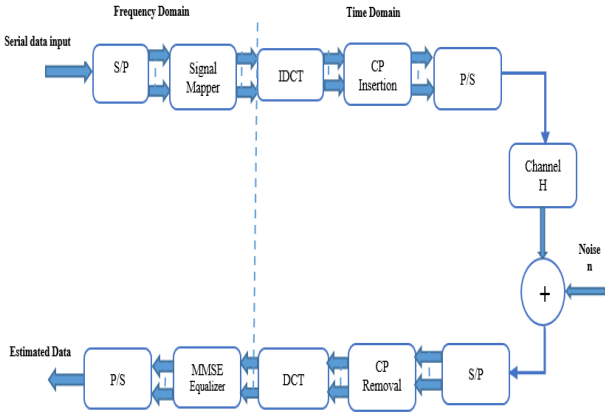 Frequency Domain
Time Domain
Serial data input
S/P
Signal
Mapper
IDCT
CP
Insertion
P/S
Channel
H
Noise
n
+
Estimated Data
P/S
MMSE
Equalizer
DCT
CP
Removal
S/P